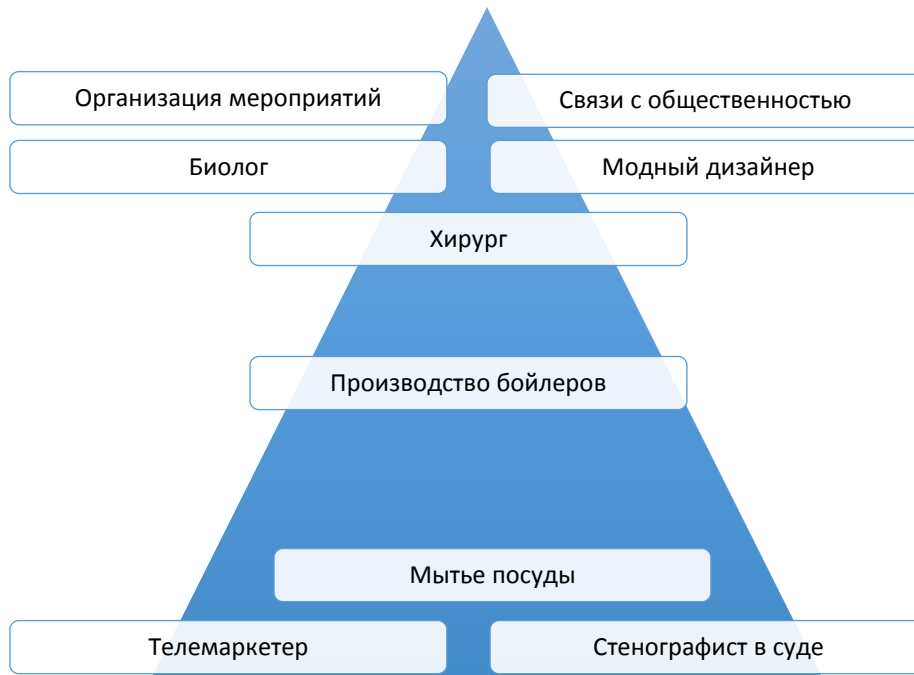 Организация мероприятий
Связи с общественностью
Биолог
Модный дизайнер
Хирург
Производство бойлеров
Мытье посуды
Телемаркетер
Стенографист в суде